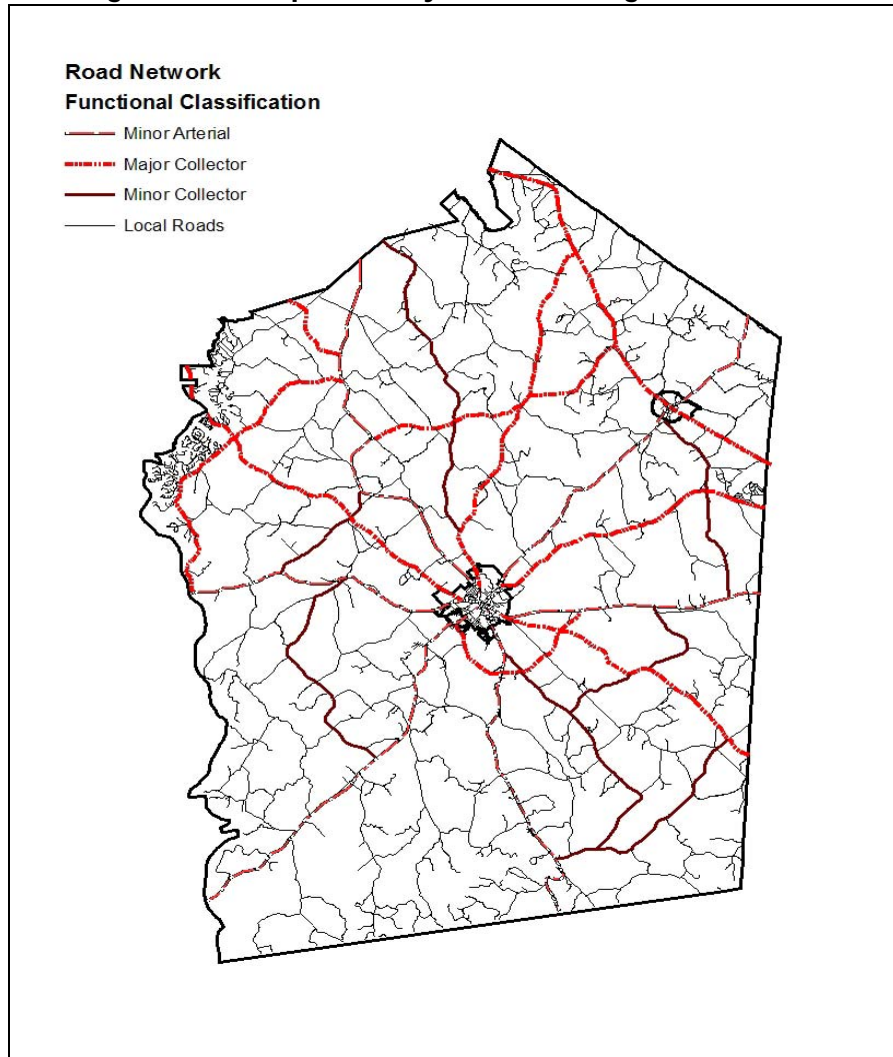 Road Network
Functional Classification
Minor Arterial
Major Collector
Minor Collector
Local Roads